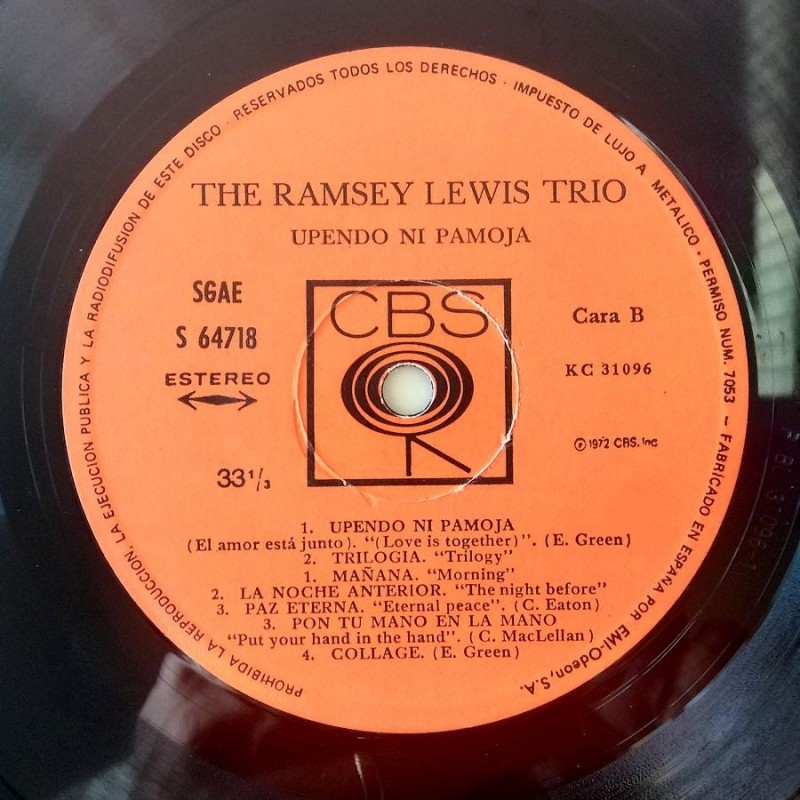 PROHIBIDA LA REPRODUCCION, LA EJECUCION PUBLICA Y LA RADIODIFUSION DE ESTE DISCO · RESERVADOS TODOS LOS DERECHOS · IMPUESTO DE LUJO A METALICO · PERMISO NUM. 7053 — FABRICADO EN ESPAÑA POR EMI-Odeon, S.A.
THE RAMSEY LEWIS TRIO
UPENDO NI PAMOJA
SGAE
S 64718
ESTEREO
33 1/3
CBS
Cara B
KC 31096
Ⓟ 1972 CBS. Inc
1. UPENDO NI PAMOJA
(El amor está junto). "(Love is together)". (E. Green)
2. TRILOGIA. "Trilogy"
1. MAÑANA. "Morning"
2. LA NOCHE ANTERIOR. "The night before"
3. PAZ ETERNA. "Eternal peace". (C. Eaton)
3. PON TU MANO EN LA MANO
"Put your hand in the hand". (C. MacLellan)
4. COLLAGE. (E. Green)